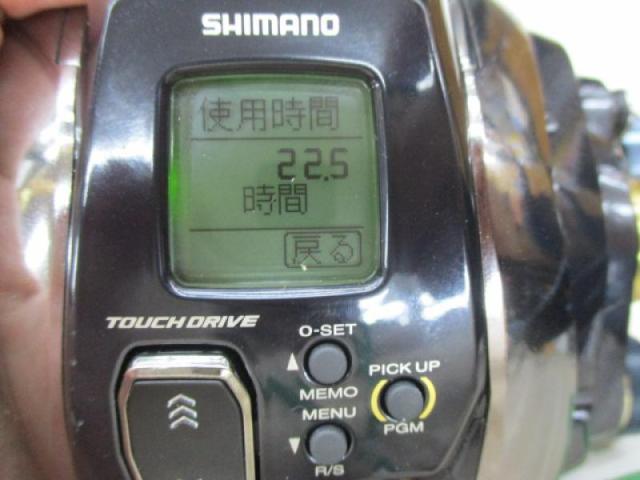 SHIMANO
使用時間
22.5
時間
戻る
TOUCH DRIVE
O-SET
MEMO
PICK UP
MENU
PGM
R/S